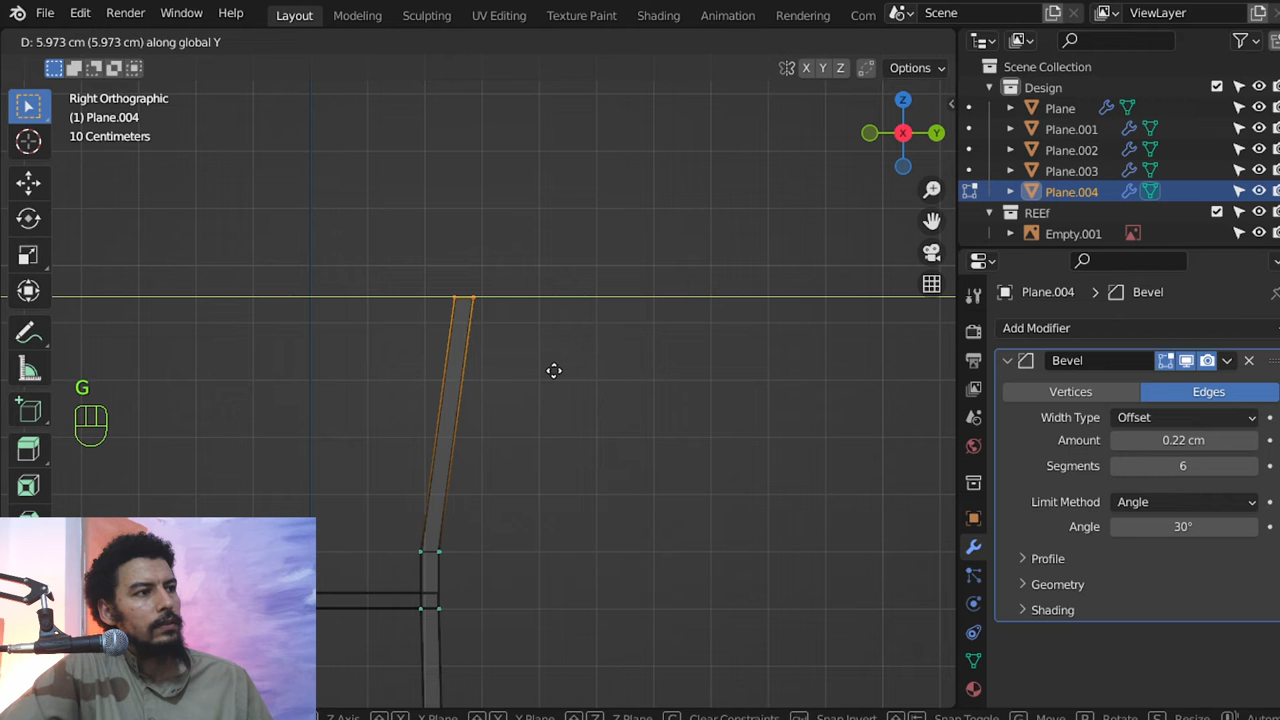 File Edit Render Window Help Layout Modeling Sculpting UV Editing Texture Paint Shading Animation Rendering Com Scene ViewLayer
D: 5.973 cm (5.973 cm) along global Y
X Y Z Options
Right Orthographic
(1) Plane.004
10 Centimeters
Z
Y
X
Scene Collection
Design
Plane
Plane.001
Plane.002
Plane.003
Plane.004
REEf
Empty.001
Plane.004 > Bevel
Add Modifier
Bevel
Vertices Edges
Width Type Offset
Amount 0.22 cm
Segments 6
Limit Method Angle
Angle 30°
Profile
Geometry
Shading
G